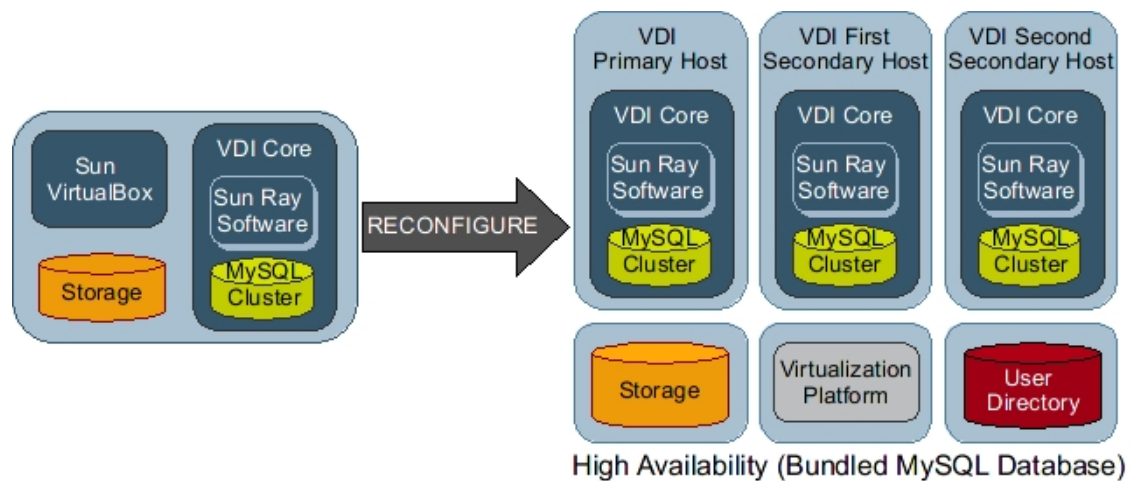 Sun
VirtualBox
Storage
VDI Core
Sun Ray
Software
MySQL
Cluster
RECONFIGURE
VDI
Primary Host
VDI Core
Sun Ray
Software
MySQL
Cluster
VDI First
Secondary Host
VDI Core
Sun Ray
Software
MySQL
Cluster
VDI Second
Secondary Host
VDI Core
Sun Ray
Software
MySQL
Cluster
Storage
Virtualization
Platform
User
Directory
High Availability (Bundled MySQL Database)